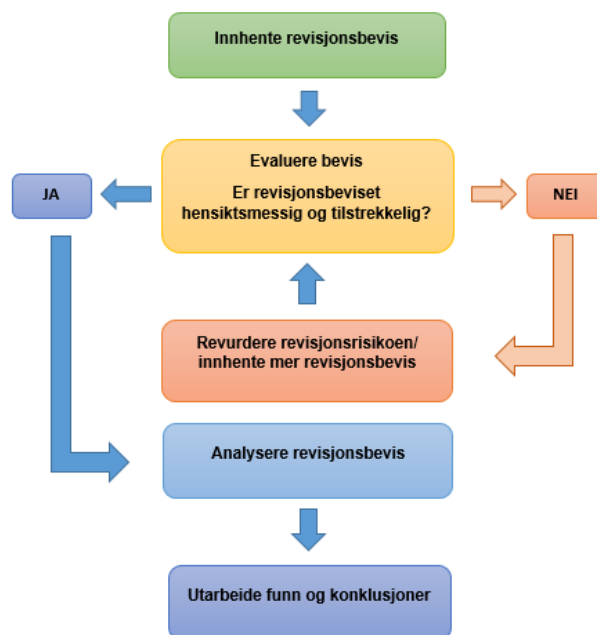 Innhente revisjonsbevis
Evaluere bevis
Er revisjonsbeviset
hensiktsmessig og tilstrekkelig?
JA
NEI
Revurdere revisjonsrisikoen/
innhente mer revisjonsbevis
Analysere revisjonsbevis
Utarbeide funn og konklusjoner